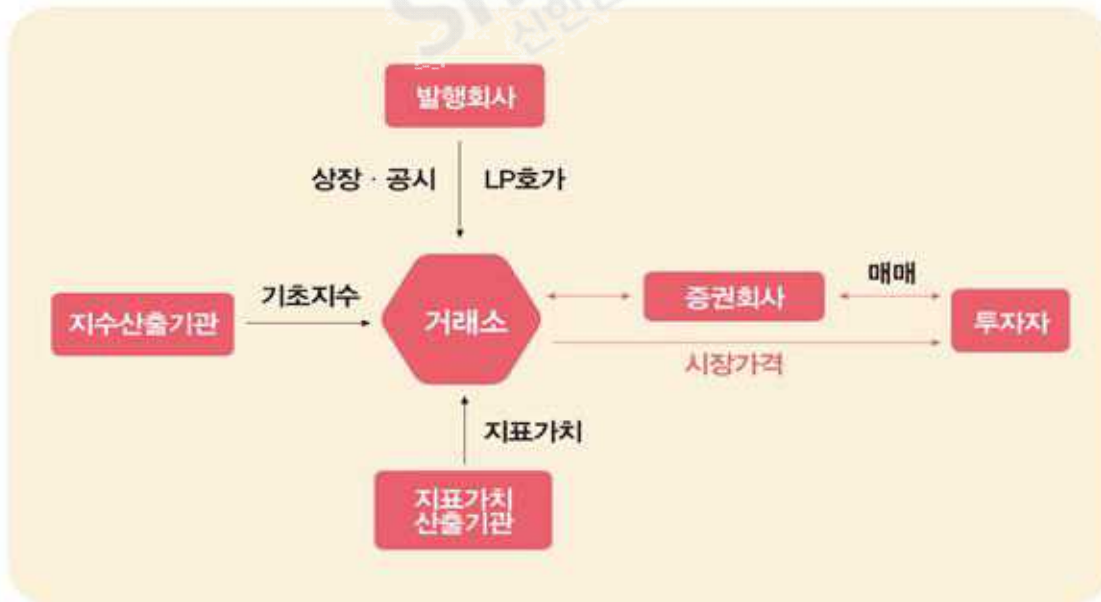 발행회사
상장 · 공시
LP호가
기초지수
매매
지수산출기관
거래소
증권회사
투자자
시장가격
지표가치
지표가치
산출기관